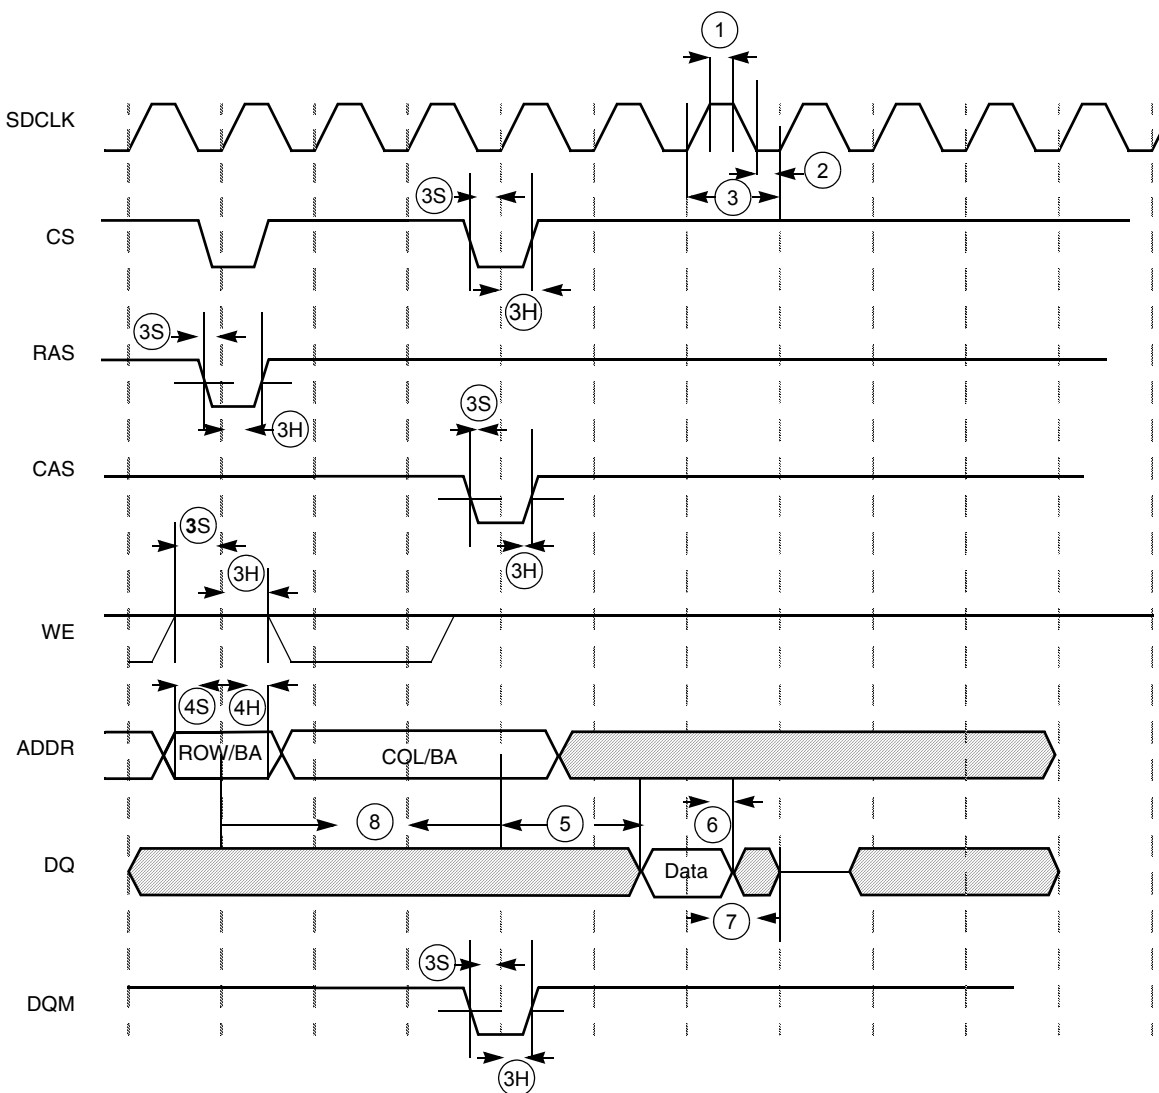 1
SDCLK
2
3S
3
CS
3H
3S
RAS
3S
3H
CAS
3S
3H
3H
WE
4S 4H
ADDR ROW/BA COL/BA
8 5 6
DQ Data
7
3S
DQM
3H